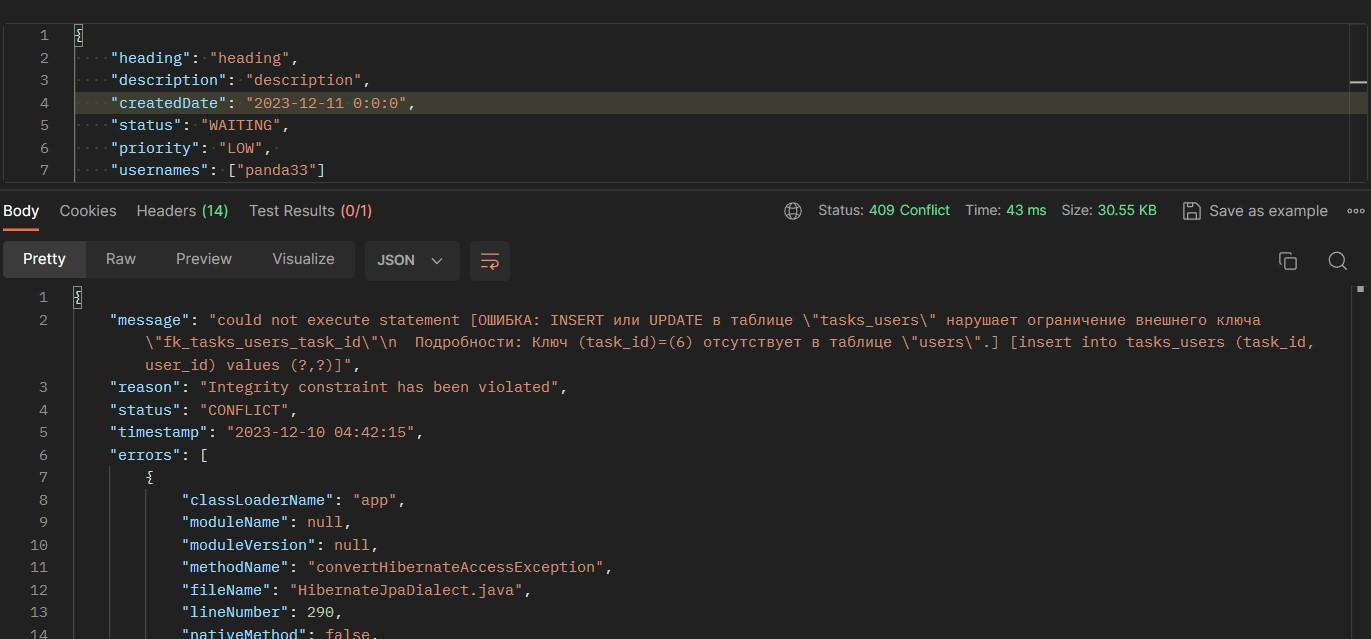 1 {
2 "heading": "heading",
3 "description": "description",
4 "createdDate": "2023-12-11 0:0:0",
5 "status": "WAITING",
6 "priority": "LOW",
7 "usernames": ["panda33"]
Body Cookies Headers (14) Test Results (0/1) Status: 409 Conflict Time: 43 ms Size: 30.55 KB Save as example
Pretty Raw Preview Visualize JSON
1 {
2 "message": "could not execute statement [ОШИБКА: INSERT или UPDATE в таблице \"tasks_users\" нарушает ограничение внешнего ключа
\"fk_tasks_users_task_id\"\n  Подробности: Ключ (task_id)=(6) отсутствует в таблице \"users\".] [insert into tasks_users (task_id,
user_id) values (?,?)]",
3 "reason": "Integrity constraint has been violated",
4 "status": "CONFLICT",
5 "timestamp": "2023-12-10 04:42:15",
6 "errors": [
7 {
8 "classLoaderName": "app",
9 "moduleName": null,
10 "moduleVersion": null,
11 "methodName": "convertHibernateAccessException",
12 "fileName": "HibernateJpaDialect.java",
13 "lineNumber": 290,
14 "nativeMethod": false,